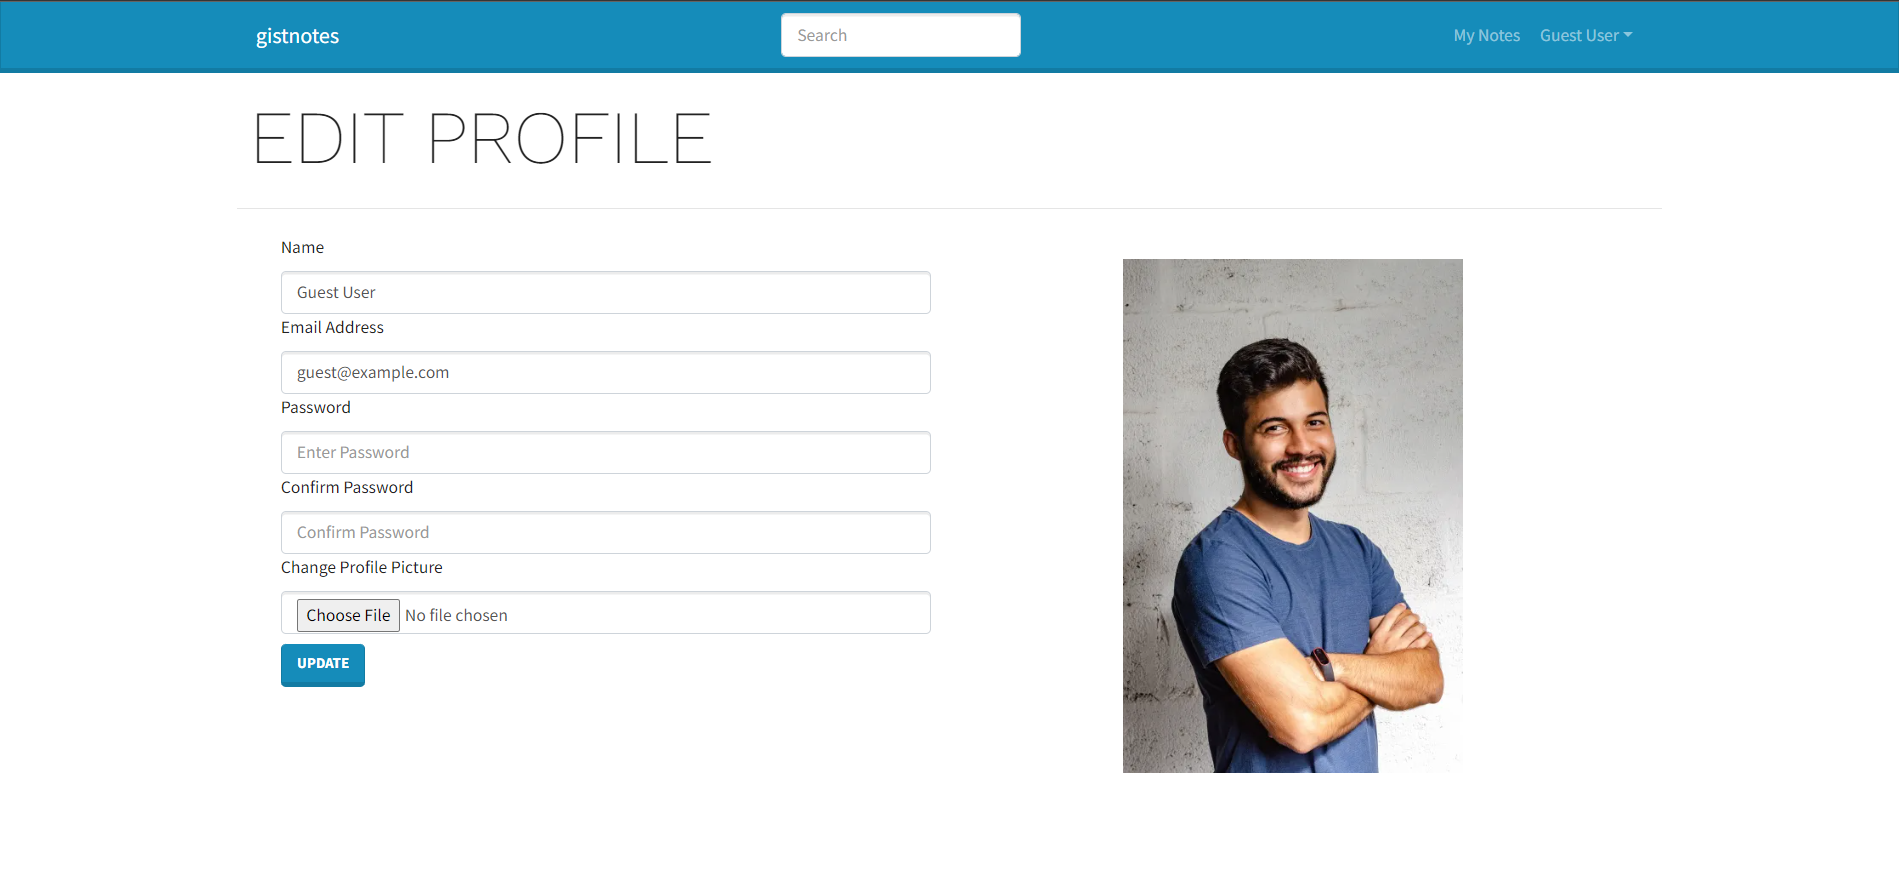 gistnotes
Search
My Notes
Guest User
EDIT PROFILE
Name
Guest User
Email Address
guest@example.com
Password
Enter Password
Confirm Password
Confirm Password
Change Profile Picture
Choose File No file chosen
UPDATE